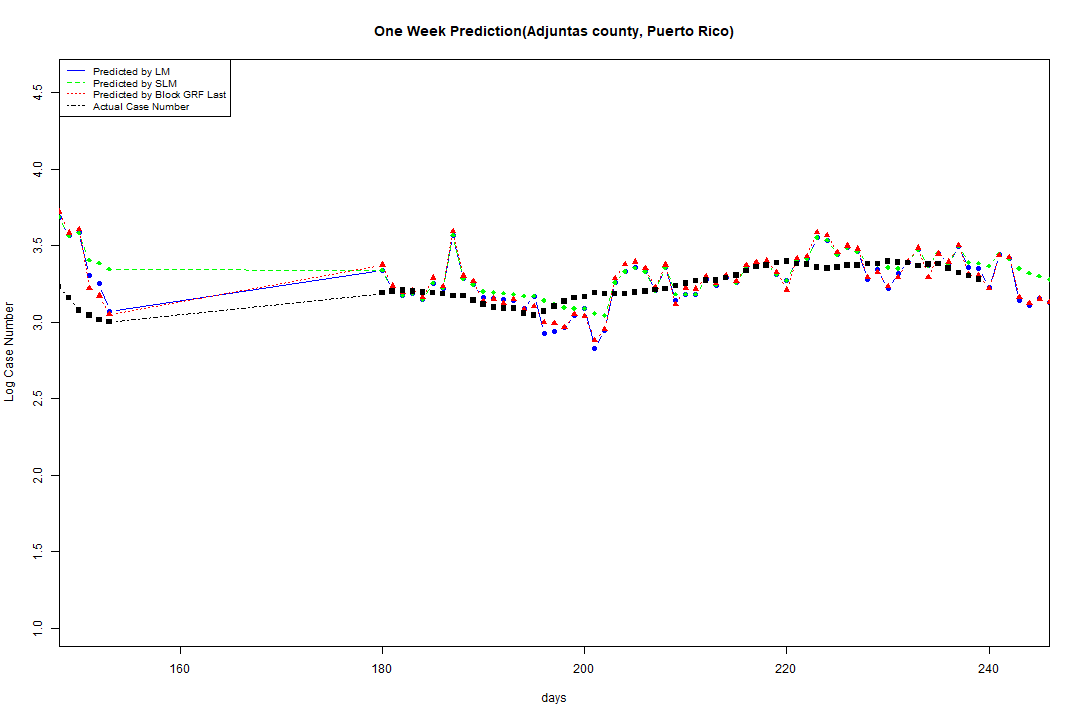 One Week Prediction(Adjuntas county, Puerto Rico)
Predicted by LM
Predicted by SLM
Predicted by Block GRF Last
Actual Case Number
4.5
4.0
3.5
3.0
2.5
2.0
1.5
1.0
Log Case Number
160 180 200 220 240
days